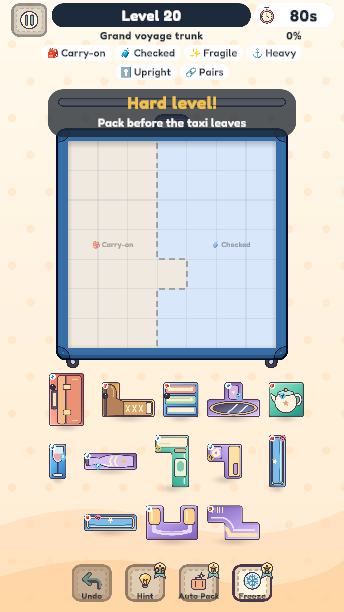 Level 20
80s
Grand voyage trunk
0%
Carry-on
Checked
Fragile
Heavy
Upright
Pairs
Hard level!
Pack before the taxi leaves
Carry-on
Checked
XXX
Undo
Hint
Auto Pack
Freeze